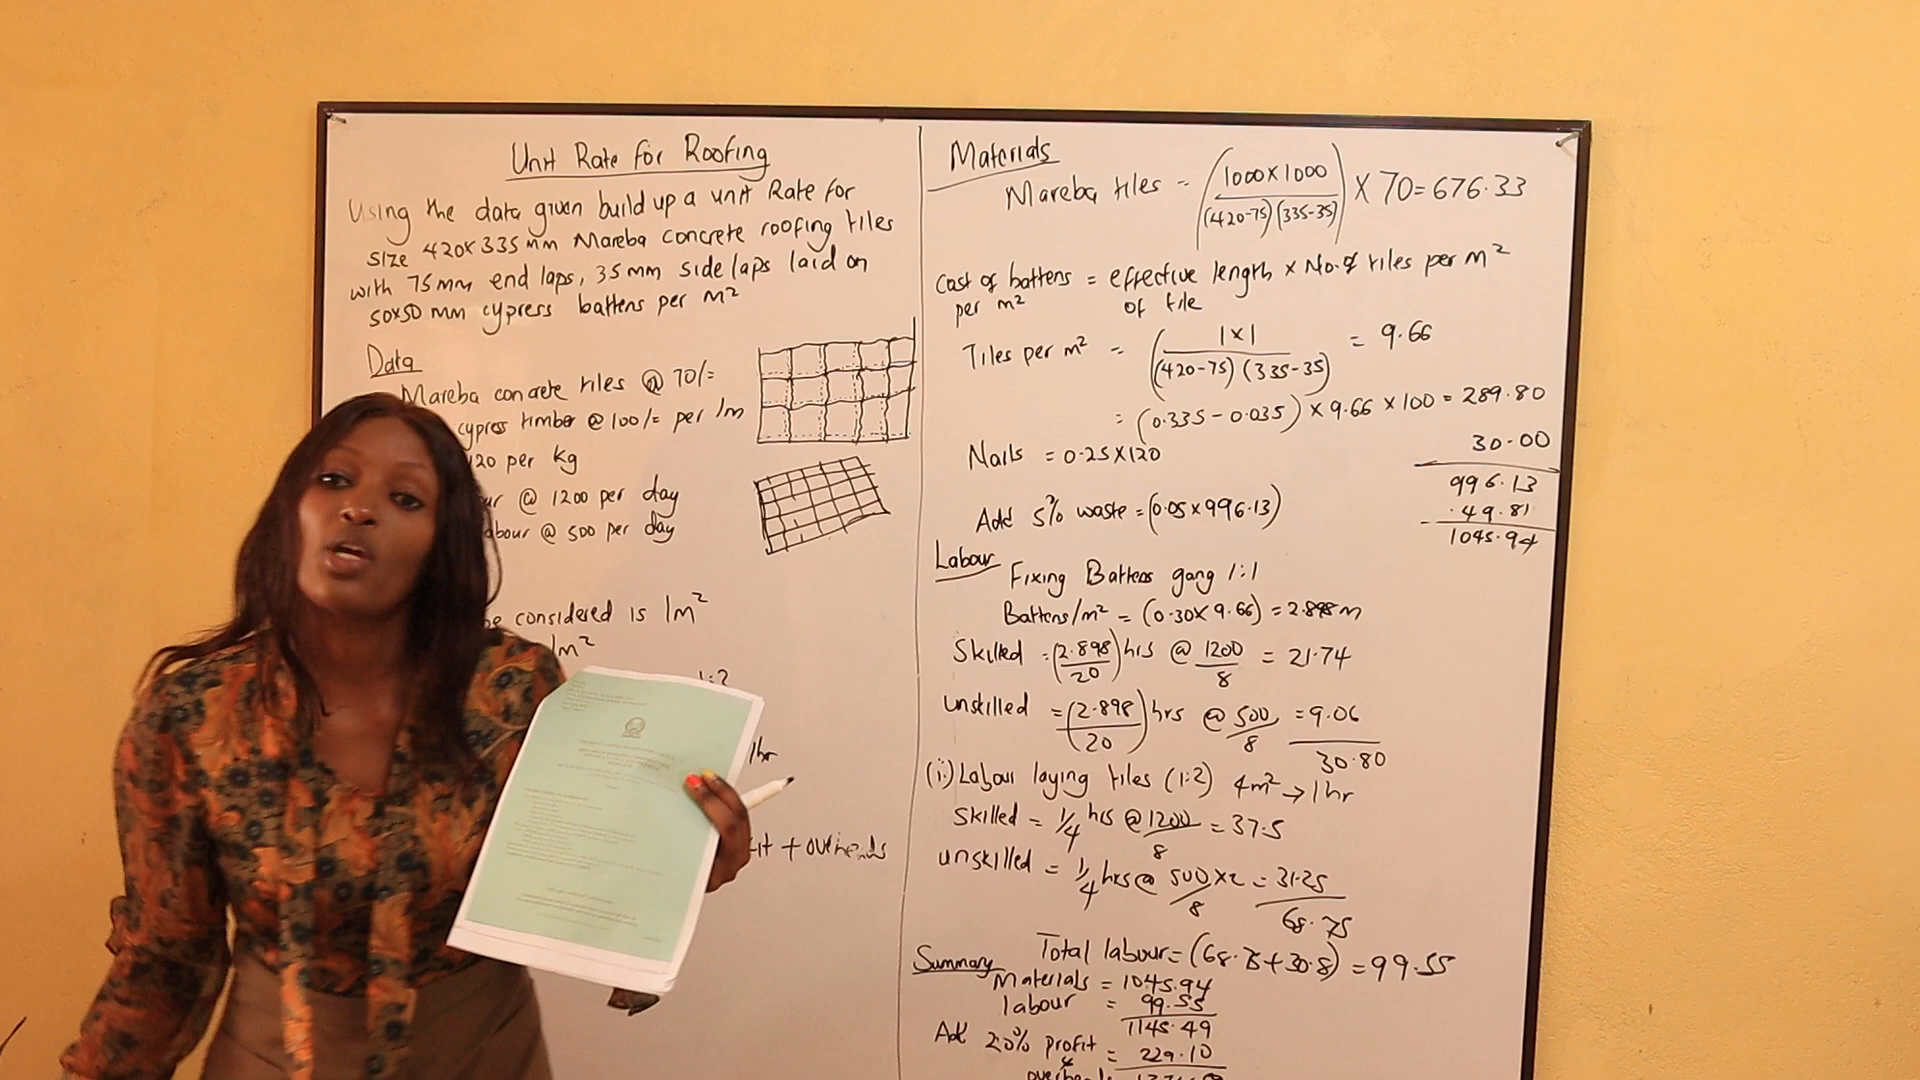 Unit Rate for Roofing
Using the data given build up a unit Rate for
size 420x335mm Mareba concrete roofing tiles
with 75mm end laps, 35mm side laps laid on
50x50 mm cypress battens per m²
Data
Mareba concrete tiles @ 70/=
cypress timber @ 100/= per 1m
120 per kg
@ 1200 per day
@ 500 per day
considered is 1m²
1m²
1:2
1hr
+ overheads
Materials
Mareba tiles = (1000x1000 / (420-75)(335-35)) x 70 = 676.33
Cost of battens = effective length x No. of tiles per m²
per m² of tile
Tiles per m² = (1x1 / (420-75)(335-35)) = 9.66
= (0.335-0.035) x 9.66 x 100 = 289.80
Nails = 0.25x120 30.00
996.13
Add 5% waste = (0.05x996.13) 49.81
1045.94
Labour
Fixing Battens gang 1:1
Battens/m² = (0.30x9.66) = 2.898m
Skilled = (2.898/20) hrs @ 1200/8 = 21.74
unskilled = (2.898/20) hrs @ 500/8 = 9.06
30.80
(i.) Labour laying tiles (1:2) 4m² → 1hr
Skilled = 1/4 hrs @ 1200/8 = 37.5
unskilled = 1/4 hrs @ 500/8 x2 = 31.25
68.75
Total labour = (68.75+30.8) = 99.55
Summary
Materials = 1045.94
labour = 99.55
1145.49
Add 20% profit = 229.10
&